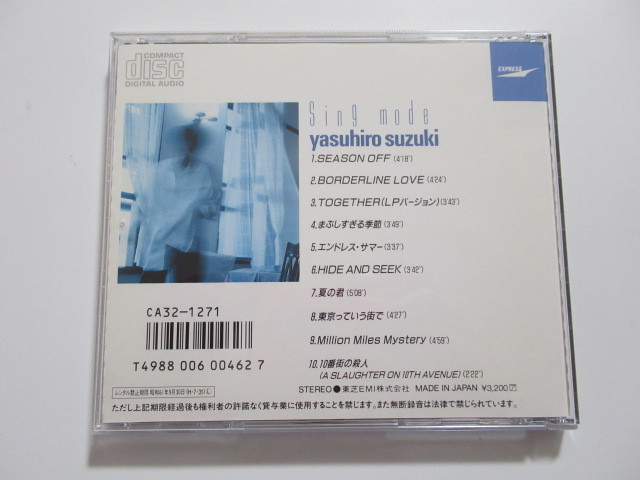 COMPACT
disc
DIGITAL AUDIO
EXPRESS
Sing mode
yasuhiro suzuki
1.SEASON OFF (4'18")
2.BORDERLINE LOVE (4'24")
3.TOGETHER (LPバージョン) (3'43")
4.まぶしすぎる季節 (3'49")
5.エンドレス・サマー (3'37")
6.HIDE AND SEEK (3'42")
7.夏の君 (5'08")
8.東京っていう街で (4'27")
9.Million Miles Mystery (4'59")
10.10番街の殺人
(A SLAUGHTER ON 10TH AVENUE) (2'22")
CA32-1271
T4988 006 00462 7
STEREO●東芝EMI株式会社 MADE IN JAPAN ¥3,200
ただし上記期限経過後も権利者の許諾なく賃貸業に使用することを禁じます。また無断録音は法律で禁じられています。